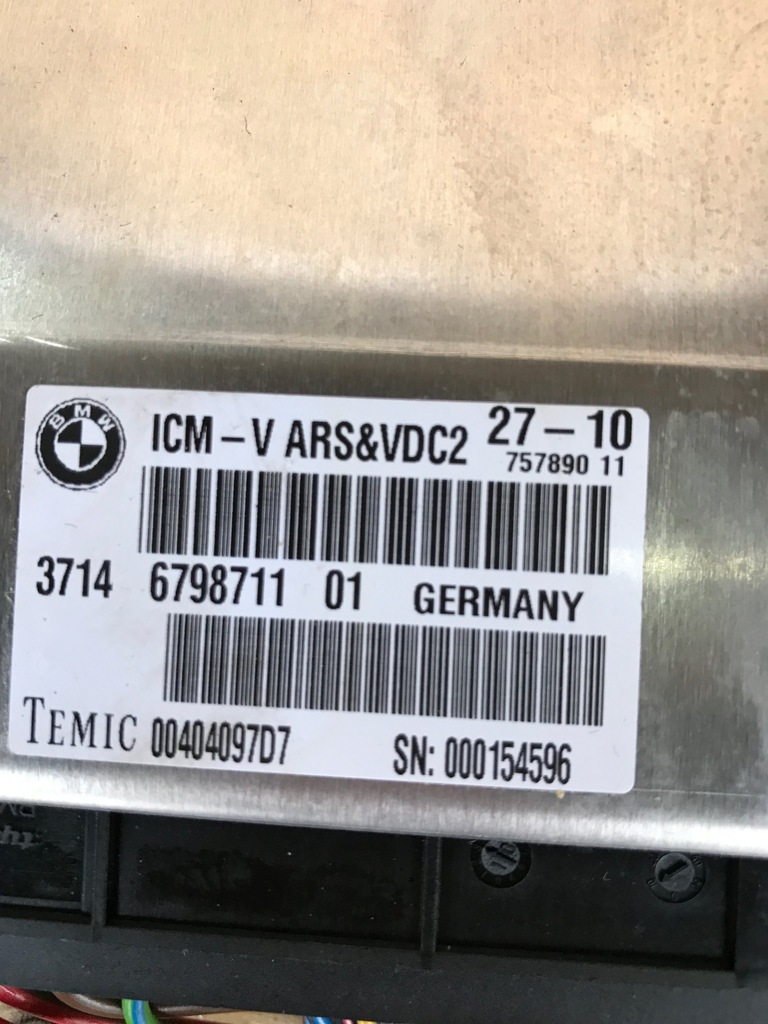 BMW
ICM – V ARS&VDC2 27 – 10
757890 11
3714 6798711 01 GERMANY
TEMIC 00404097D7 SN: 000154596